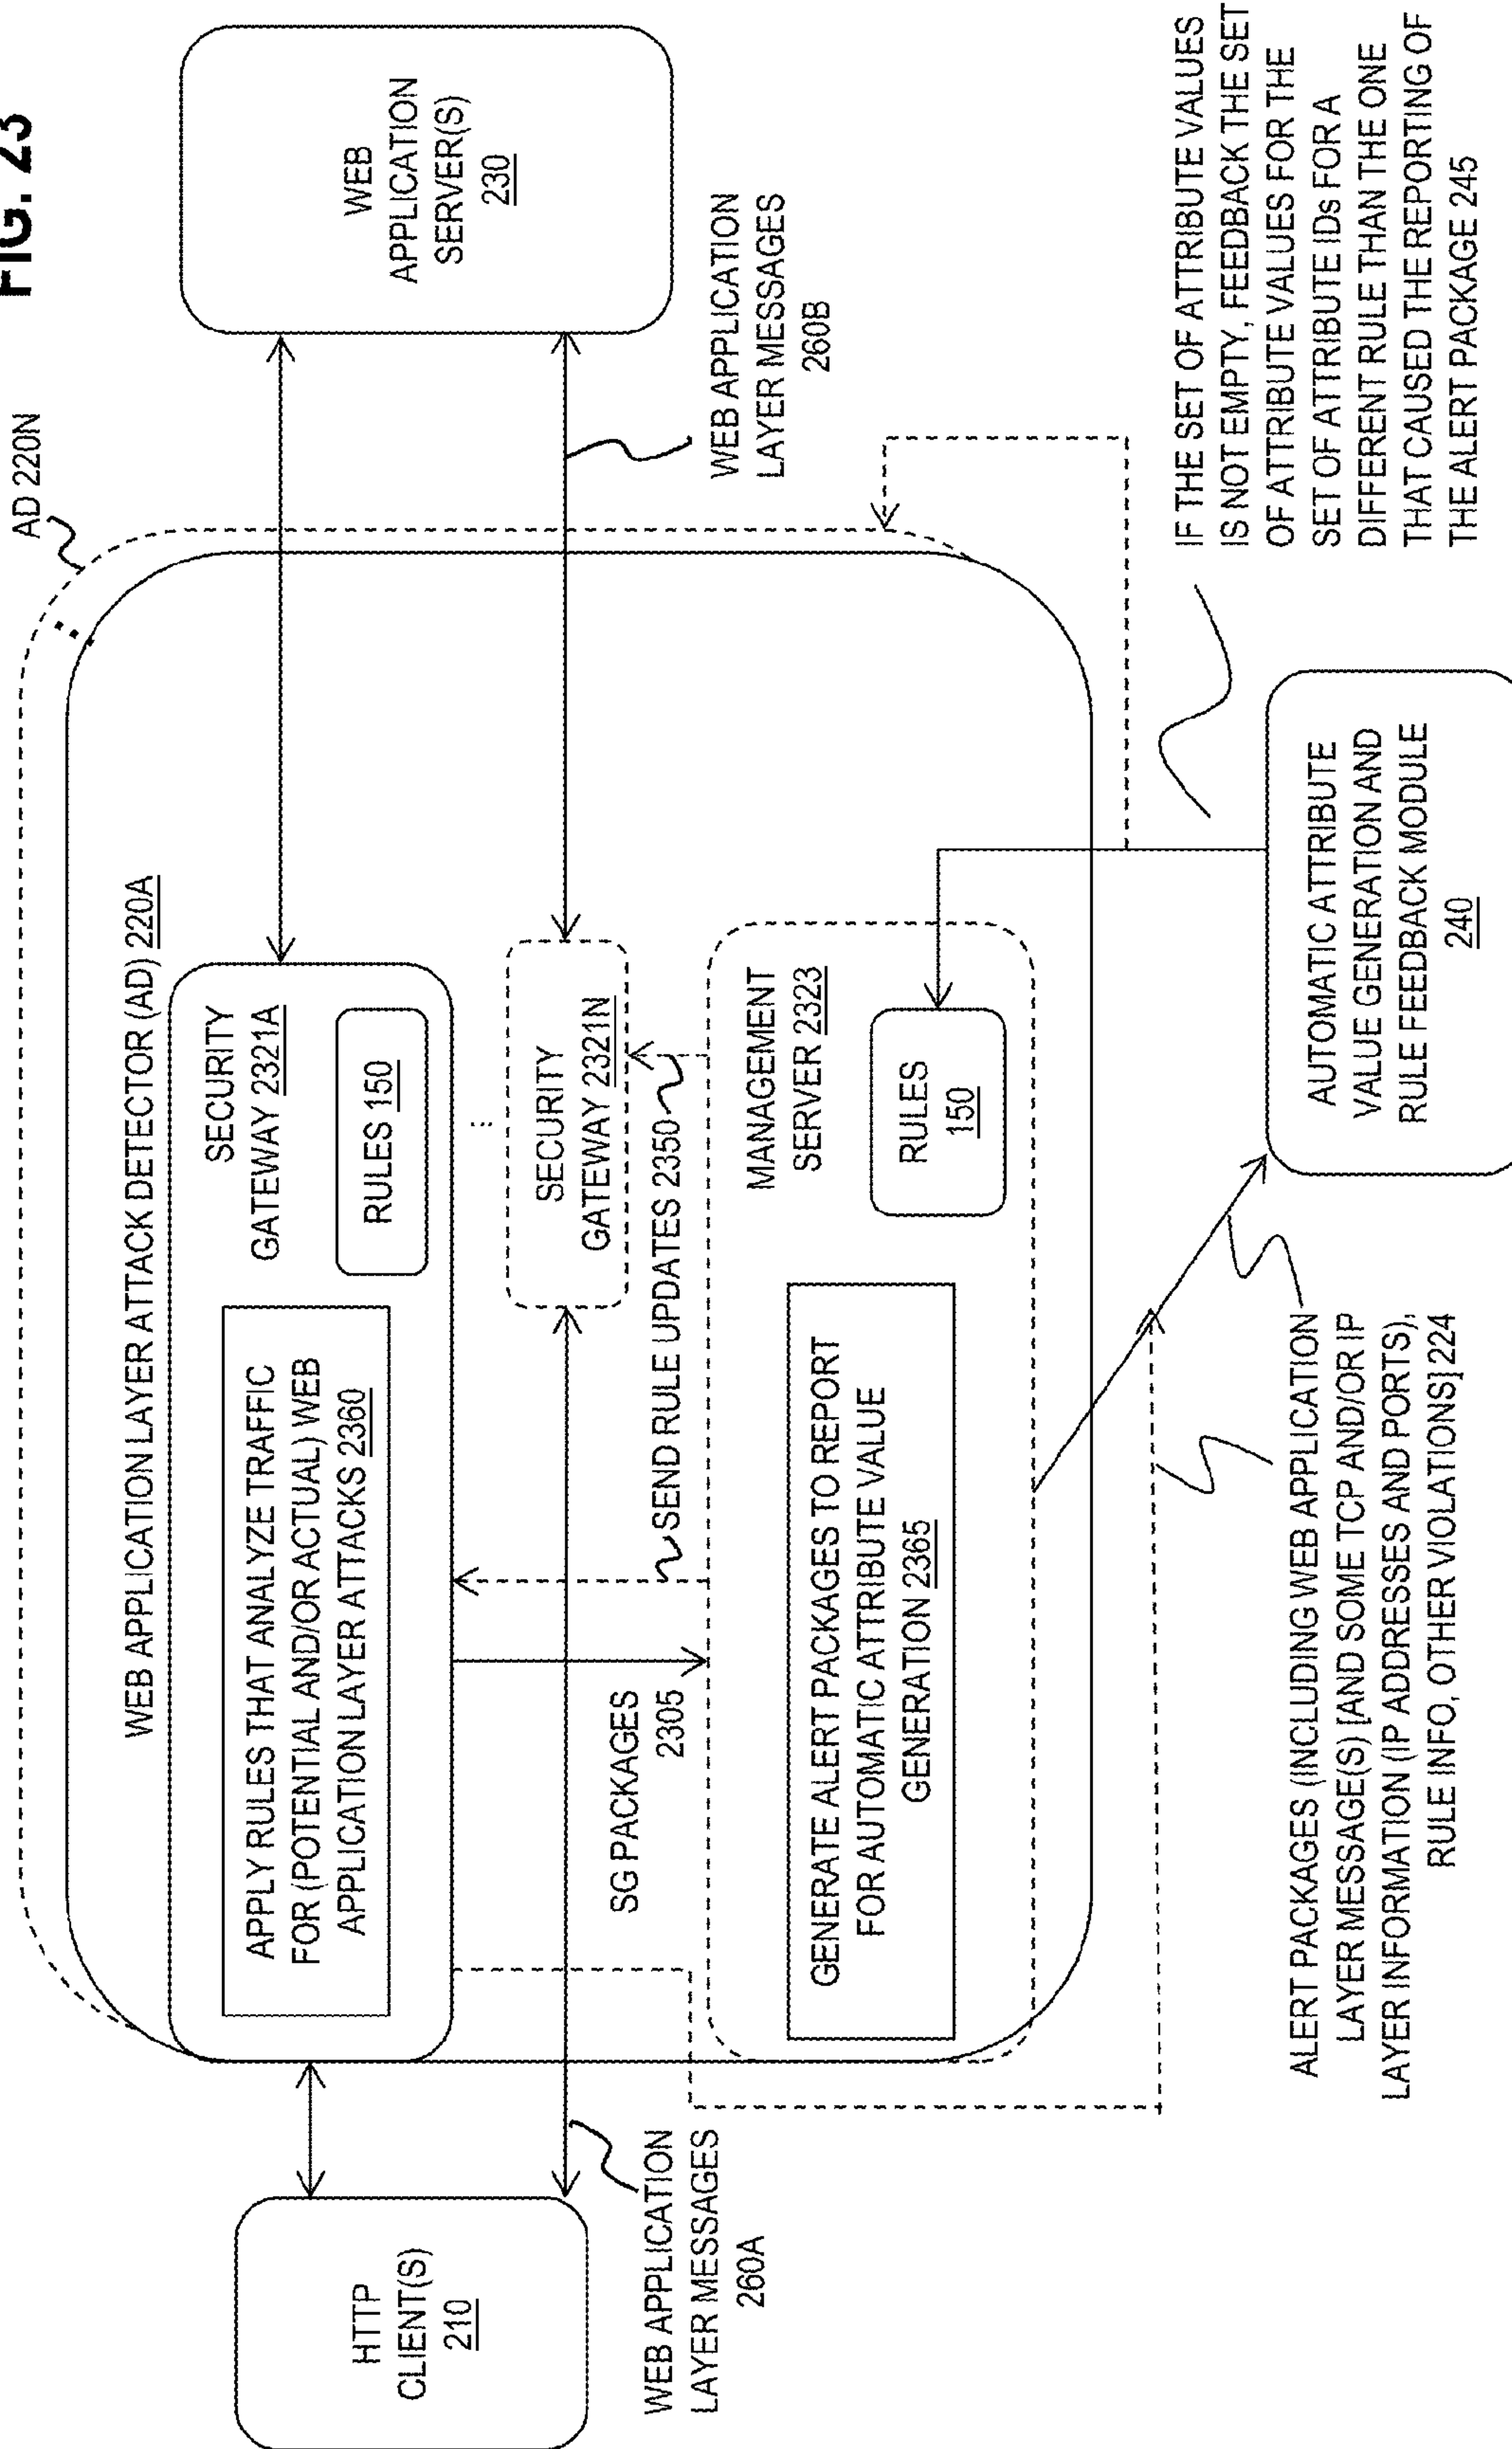 FIG. 23
AD 220N
WEB APPLICATION LAYER ATTACK DETECTOR (AD) 220A
SECURITY
GATEWAY 2321A
RULES 150
APPLY RULES THAT ANALYZE TRAFFIC
FOR (POTENTIAL AND/OR ACTUAL) WEB
APPLICATION LAYER ATTACKS 2360
WEB
APPLICATION
SERVER(S)
230
HTTP
CLIENT(S)
210
SECURITY
GATEWAY 2321N
SEND RULE UPDATES 2350
SG PACKAGES
2305
WEB APPLICATION
LAYER MESSAGES
260A
WEB APPLICATION
LAYER MESSAGES
260B
MANAGEMENT
SERVER 2323
RULES
150
GENERATE ALERT PACKAGES TO REPORT
FOR AUTOMATIC ATTRIBUTE VALUE
GENERATION 2365
IF THE SET OF ATTRIBUTE VALUES
IS NOT EMPTY, FEEDBACK THE SET
OF ATTRIBUTE VALUES FOR THE
SET OF ATTRIBUTE IDs FOR A
DIFFERENT RULE THAN THE ONE
THAT CAUSED THE REPORTING OF
THE ALERT PACKAGE 245
AUTOMATIC ATTRIBUTE
VALUE GENERATION AND
RULE FEEDBACK MODULE
240
ALERT PACKAGES (INCLUDING WEB APPLICATION
LAYER MESSAGE(S) [AND SOME TCP AND/OR IP
LAYER INFORMATION (IP ADDRESSES AND PORTS),
RULE INFO, OTHER VIOLATIONS] 224